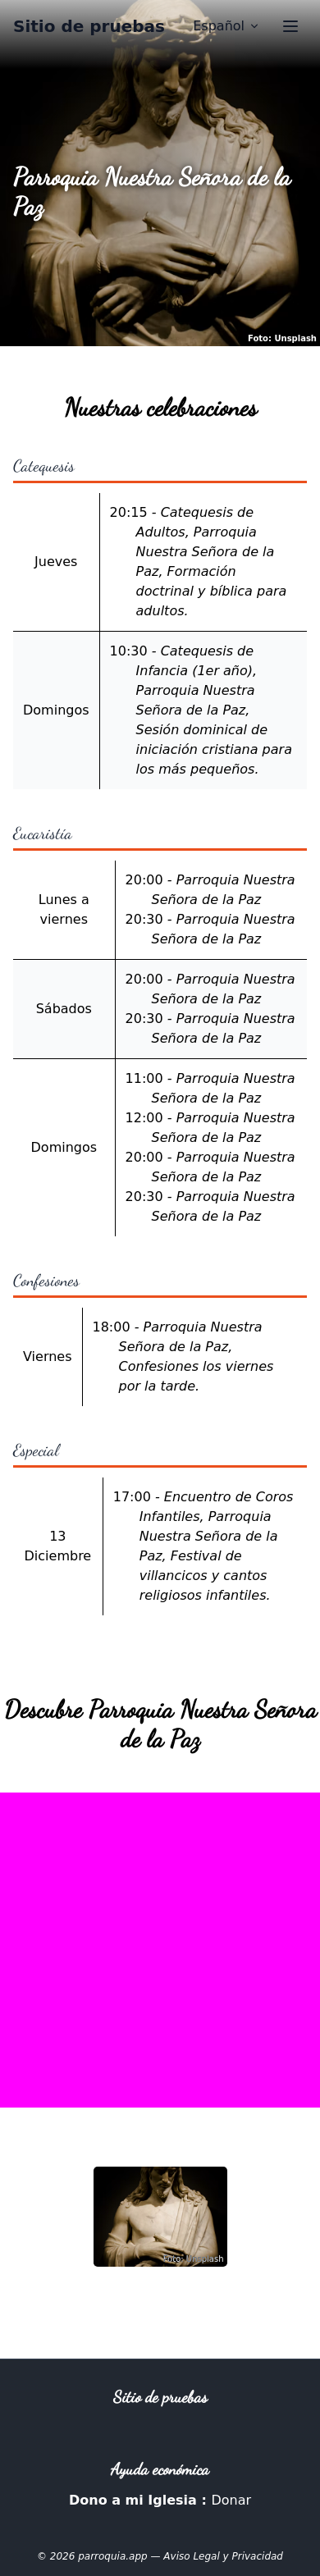 Sitio de pruebas
Español
Parroquia Nuestra Señora de la
Paz
Foto: Unsplash
Nuestras celebraciones
Catequesis
Jueves
20:15 - Catequesis de
Adultos, Parroquia
Nuestra Señora de la
Paz, Formación
doctrinal y bíblica para
adultos.
Domingos
10:30 - Catequesis de
Infancia (1er año),
Parroquia Nuestra
Señora de la Paz,
Sesión dominical de
iniciación cristiana para
los más pequeños.
Eucaristía
Lunes a
viernes
20:00 - Parroquia Nuestra
Señora de la Paz
20:30 - Parroquia Nuestra
Señora de la Paz
Sábados
20:00 - Parroquia Nuestra
Señora de la Paz
20:30 - Parroquia Nuestra
Señora de la Paz
Domingos
11:00 - Parroquia Nuestra
Señora de la Paz
12:00 - Parroquia Nuestra
Señora de la Paz
20:00 - Parroquia Nuestra
Señora de la Paz
20:30 - Parroquia Nuestra
Señora de la Paz
Confesiones
Viernes
18:00 - Parroquia Nuestra
Señora de la Paz,
Confesiones los viernes
por la tarde.
Especial
13
Diciembre
17:00 - Encuentro de Coros
Infantiles, Parroquia
Nuestra Señora de la
Paz, Festival de
villancicos y cantos
religiosos infantiles.
Descubre Parroquia Nuestra Señora
de la Paz
Foto: Unsplash
Sitio de pruebas
Ayuda económica
Dono a mi Iglesia : Donar
© 2026 parroquia.app — Aviso Legal y Privacidad